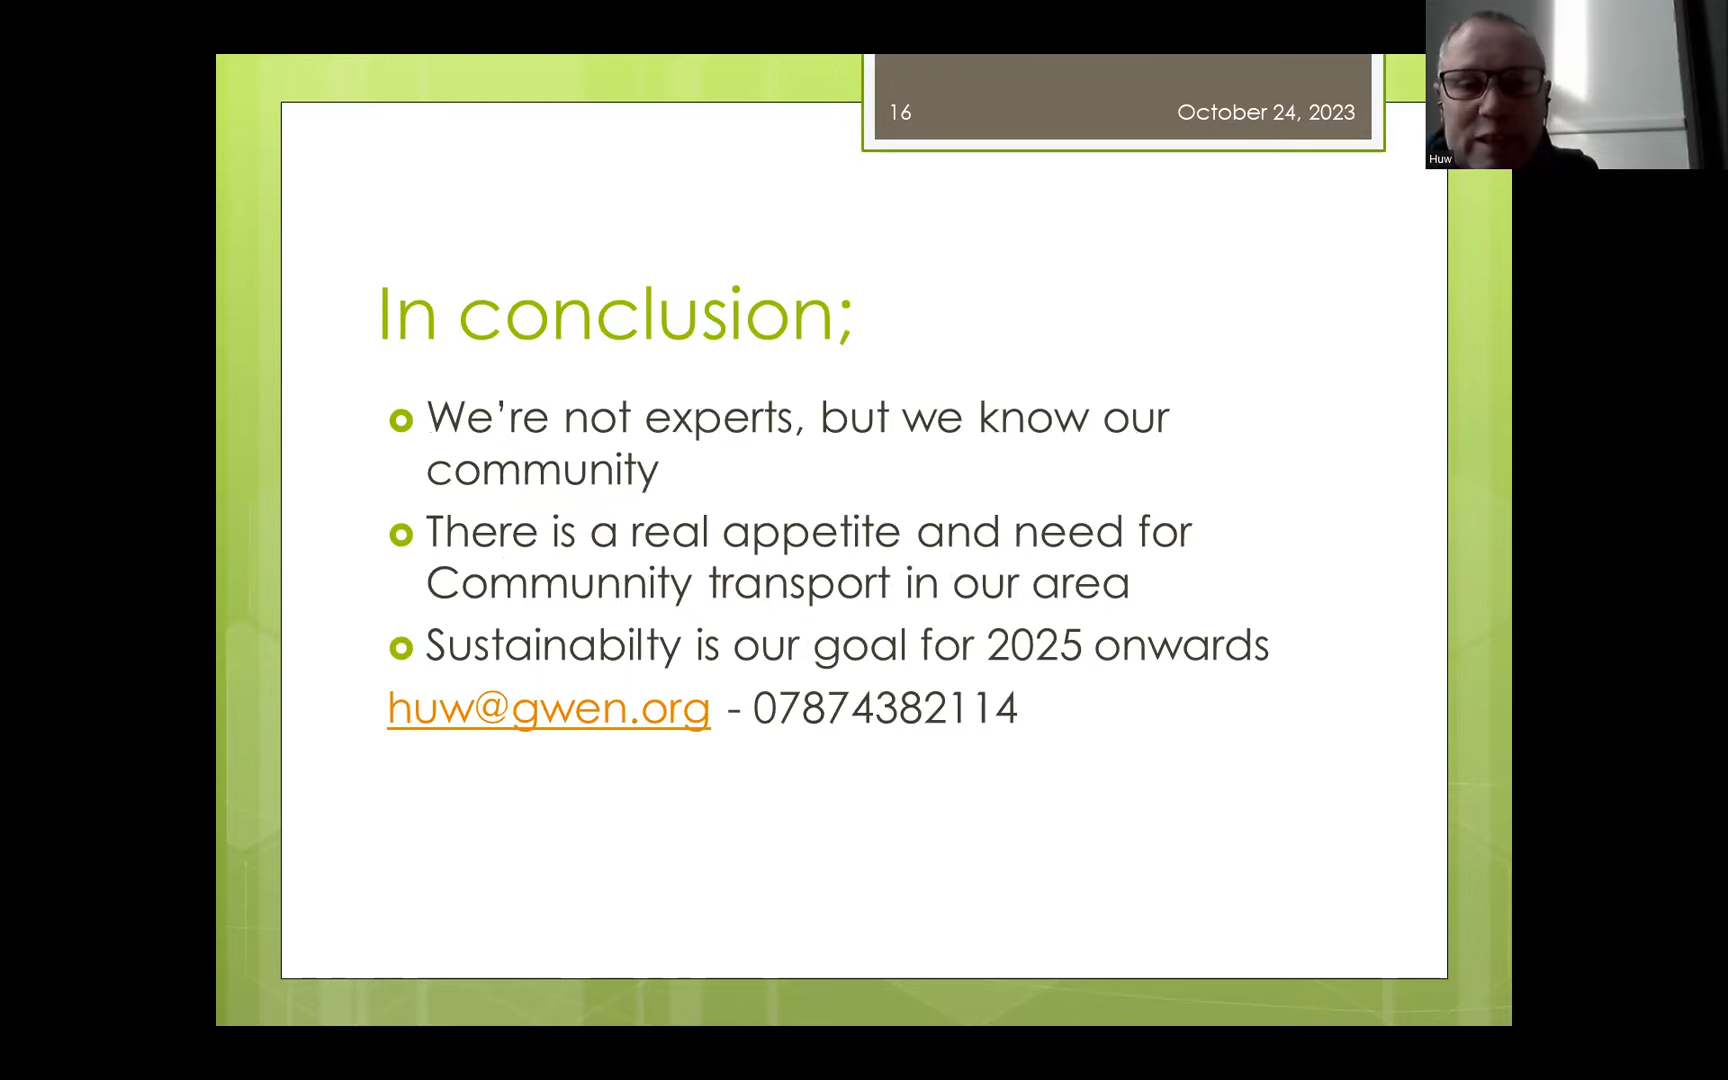 16
October 24, 2023
Huw
In conclusion;
We're not experts, but we know our
community
There is a real appetite and need for
Communnity transport in our area
Sustainabilty is our goal for 2025 onwards
huw@gwen.org - 07874382114